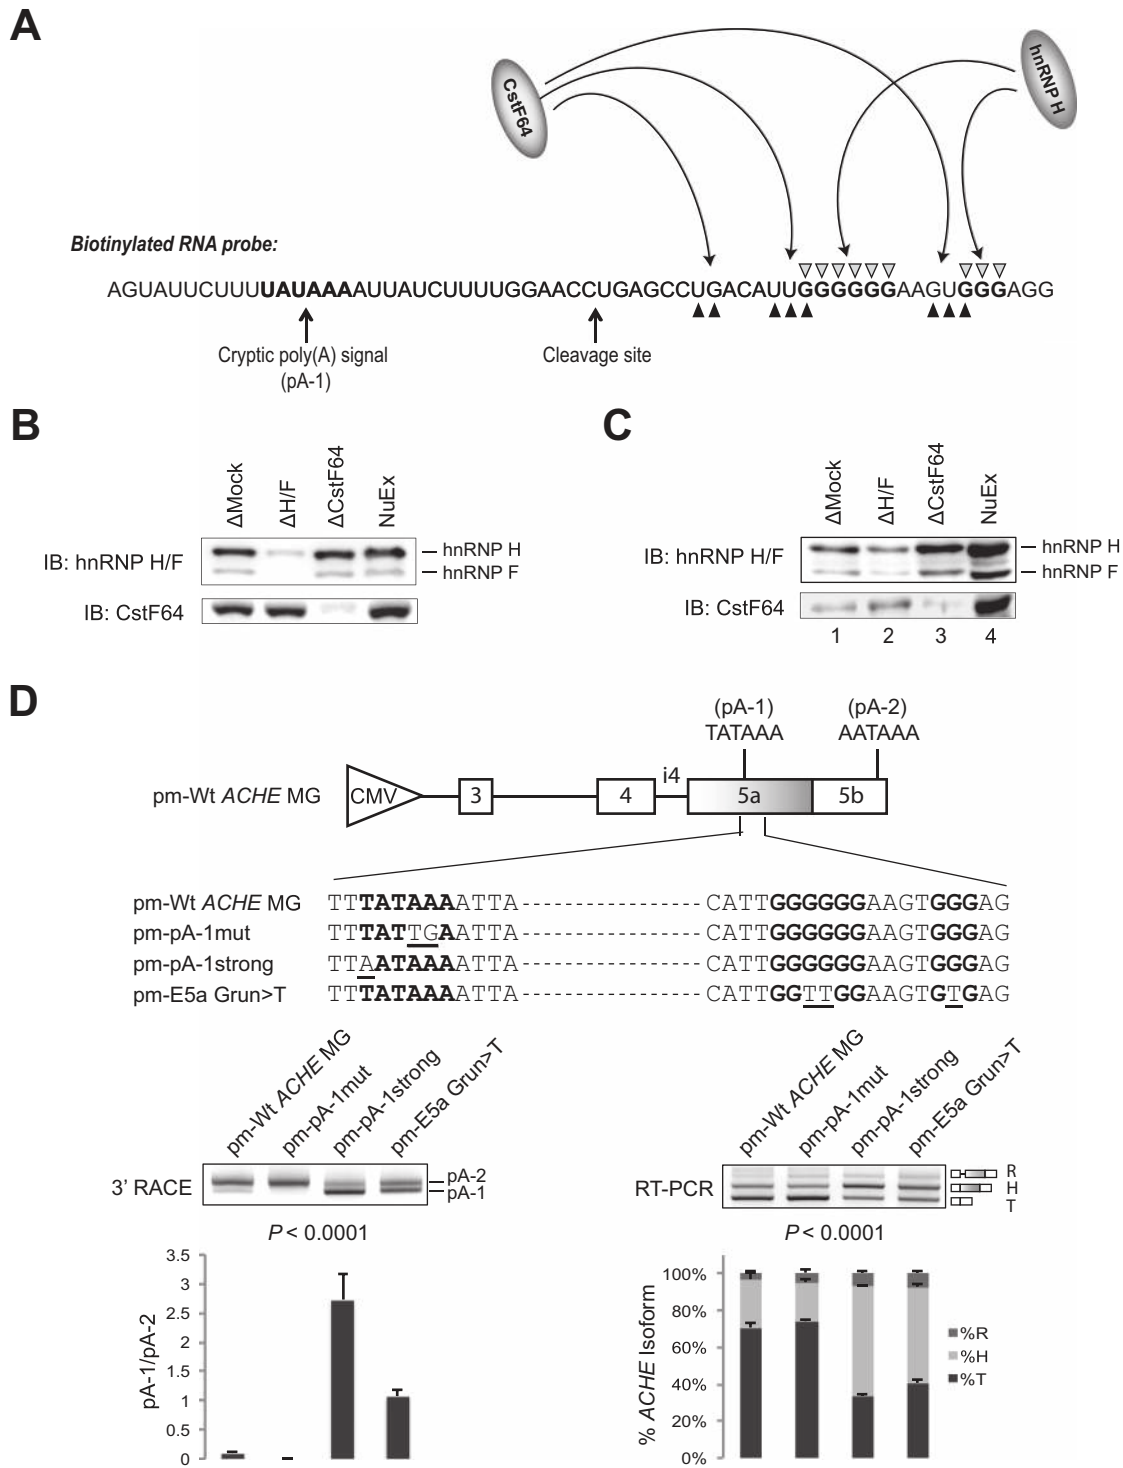 A
CstF64
hnRNP H
Biotinylated RNA probe:
AGUAUUCUUUUAUAAAAUUAUCUUUUGGAACCUGAGCCUGACAUUGGGGGGAAGUGGGAGG
Cryptic poly(A) signal
(pA-1)
Cleavage site
B
ΔMock
ΔH/F
ΔCstF64
NuEx
IB: hnRNP H/F
hnRNP H
hnRNP F
IB: CstF64
C
ΔMock
ΔH/F
ΔCstF64
NuEx
IB: hnRNP H/F
hnRNP H
hnRNP F
IB: CstF64
1 2 3 4
D
(pA-1) (pA-2)
TATAAA AATAAA
pm-Wt ACHE MG
CMV 3 4 i4 5a 5b
pm-Wt ACHE MG TTTATAAAATTA------------CATTGGGGGGAAGTGGGAG
pm-pA-1mut TTTATTGAATTA------------CATTGGGGGGAAGTGGGAG
pm-pA-1strong TTAATAAAATTA------------CATTGGGGGGAAGTGGGAG
pm-E5a Grun>T TTTATAAAATTA------------CATTGGTTGGAAGTGTGAG
pm-Wt ACHE MG
pm-pA-1mut
pm-pA-1strong
pm-E5a Grun>T
3' RACE
pA-2
pA-1
P < 0.0001
pA-1/pA-2
3.5
3
2.5
2
1.5
1
0.5
0
pm-Wt ACHE MG
pm-pA-1mut
pm-pA-1strong
pm-E5a Grun>T
RT-PCR
R
H
T
P < 0.0001
% ACHE Isoform
100%
80%
60%
40%
20%
0%
%R
%H
%T